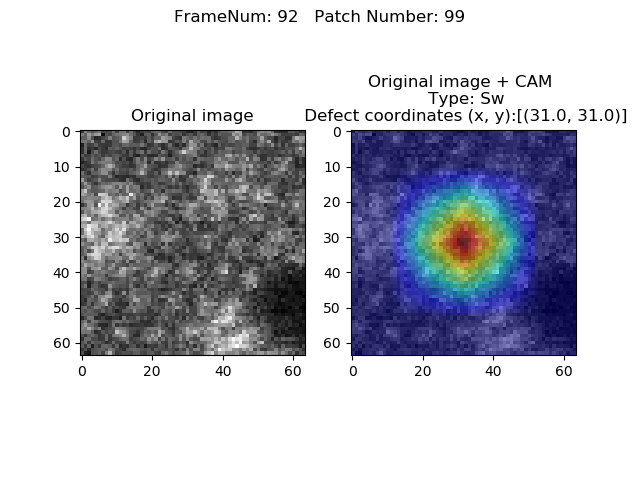 FrameNum: 92   Patch Number: 99
Original image
Original image + CAM
Type: Sw
Defect coordinates (x, y):[(31.0, 31.0)]
0
10
20
30
40
50
60
0 20 40 60
0
10
20
30
40
50
60
0 20 40 60